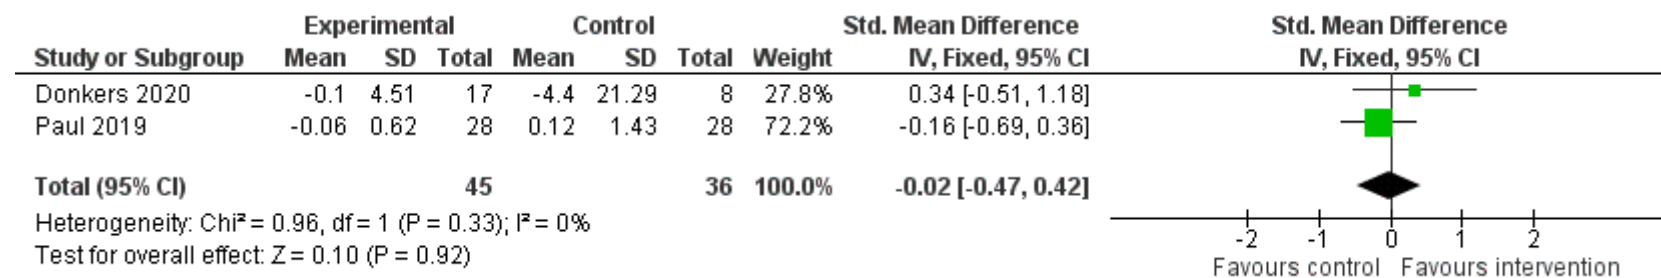 Experimental Control Std. Mean Difference Std. Mean Difference
Study or Subgroup Mean SD Total Mean SD Total Weight IV, Fixed, 95% CI IV, Fixed, 95% CI
Donkers 2020 -0.1 4.51 17 -4.4 21.29 8 27.8% 0.34 [-0.51, 1.18]
Paul 2019 -0.06 0.62 28 0.12 1.43 28 72.2% -0.16 [-0.69, 0.36]
Total (95% CI) 45 36 100.0% -0.02 [-0.47, 0.42]
Heterogeneity: Chi² = 0.96, df = 1 (P = 0.33); I² = 0%
Test for overall effect: Z = 0.10 (P = 0.92)
-2 -1 0 1 2
Favours control Favours intervention